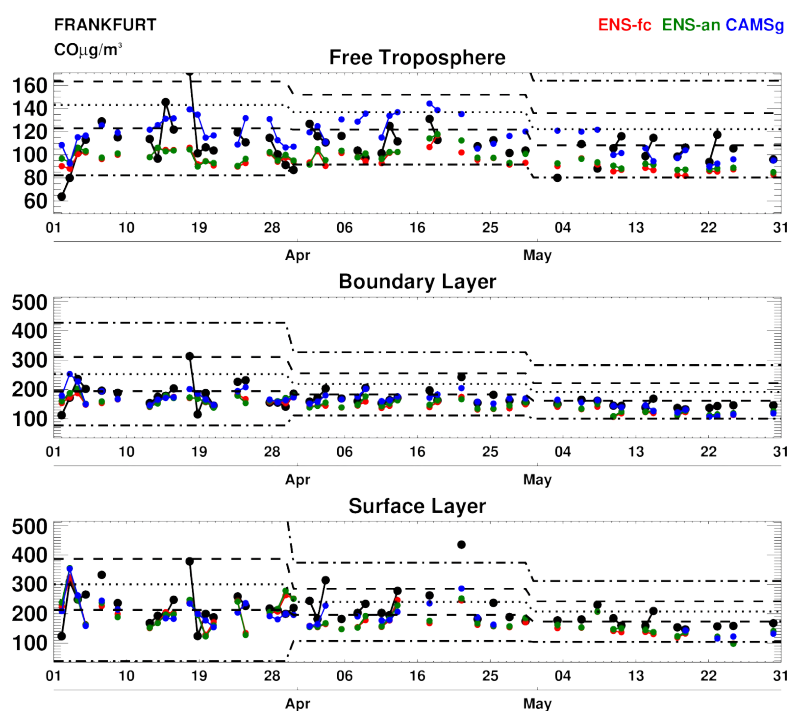 FRANKFURT ENS-fc ENS-an CAMSg
COμg/m³
Free Troposphere
160
140
120
100
80
60
01 10 19 28 06 15 25 04 13 22 31
Apr May
Boundary Layer
500
400
300
200
100
01 10 19 28 06 15 25 04 13 22 31
Apr May
Surface Layer
500
400
300
200
100
01 10 19 28 06 15 25 04 13 22 31
Apr May